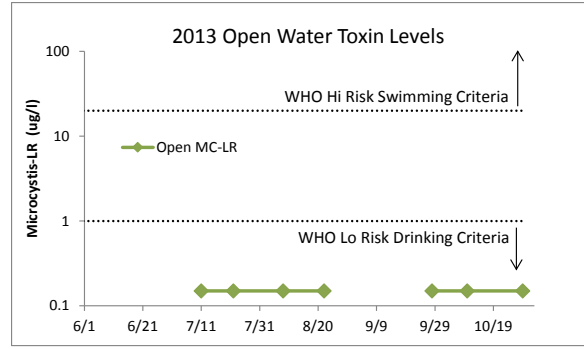 2013 Open Water Toxin Levels
100
WHO Hi Risk Swimming Criteria
10
Open MC-LR
Microcystis-LR (ug/l)
1
WHO Lo Risk Drinking Criteria
0.1
6/1 6/21 7/11 7/31 8/20 9/9 9/29 10/19